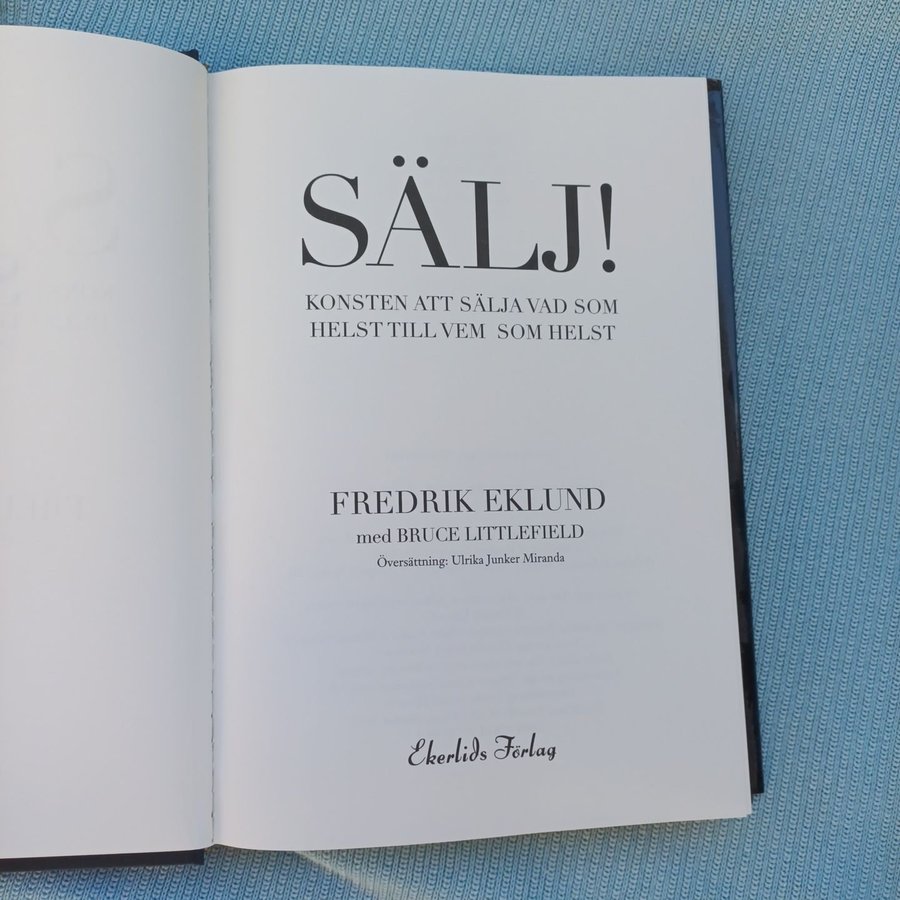 SÄLJ!
KONSTEN ATT SÄLJA VAD SOM
HELST TILL VEM SOM HELST
FREDRIK EKLUND
med BRUCE LITTLEFIELD
Översättning: Ulrika Junker Miranda
Ekerlids Förlag